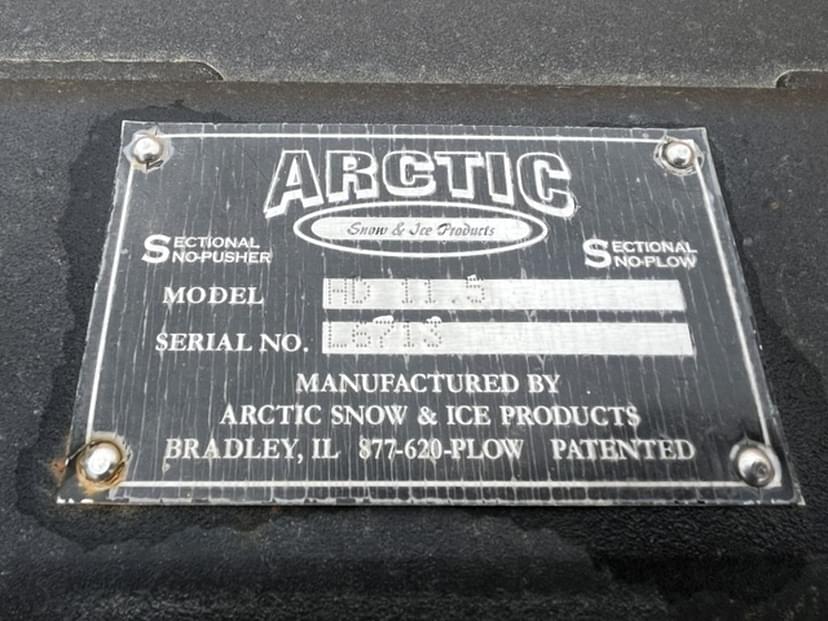 ARCTIC
Snow & Ice Products
SECTIONAL SNO-PUSHER
SECTIONAL SNO-PLOW
MODEL HD 11.5
SERIAL NO. L6713
MANUFACTURED BY
ARCTIC SNOW & ICE PRODUCTS
BRADLEY, IL 877-620-PLOW PATENTED